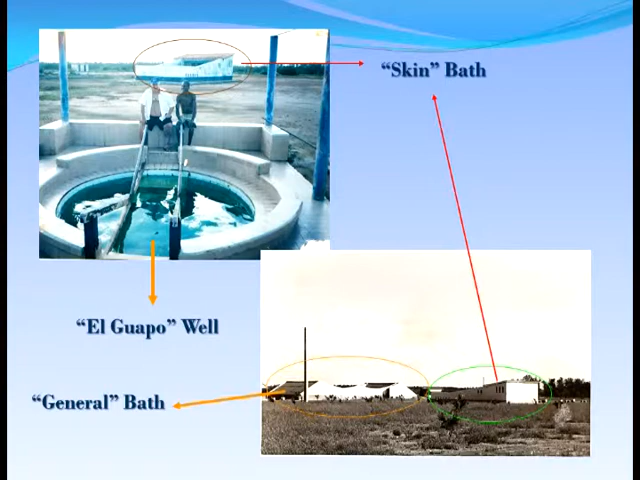 “Skin” Bath
“El Guapo” Well
“General” Bath